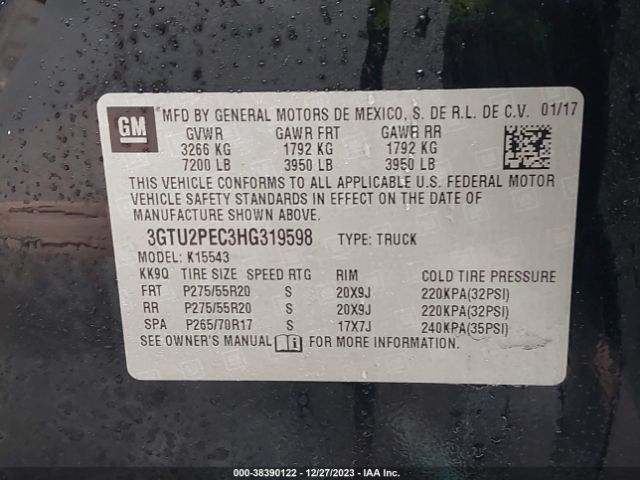 GM
MFD BY GENERAL MOTORS DE MEXICO, S. DE R.L. DE C.V. 01/17
GVWR GAWR FRT GAWR RR
3266 KG 1792 KG 1792 KG
7200 LB 3950 LB 3950 LB
THIS VEHICLE CONFORMS TO ALL APPLICABLE U.S. FEDERAL MOTOR
VEHICLE SAFETY STANDARDS IN EFFECT ON THE DATE OF
MANUFACTURE SHOWN ABOVE.
3GTU2PEC3HG319598 TYPE: TRUCK
MODEL: K15543
KK9Q TIRE SIZE SPEED RTG RIM COLD TIRE PRESSURE
FRT P275/55R20 S 20X9J 220KPA(32PSI)
RR P275/55R20 S 20X9J 220KPA(32PSI)
SPA P265/70R17 S 17X7J 240KPA(35PSI)
SEE OWNER'S MANUAL FOR MORE INFORMATION.
000-38390122 - 12/27/2023 - IAA Inc.